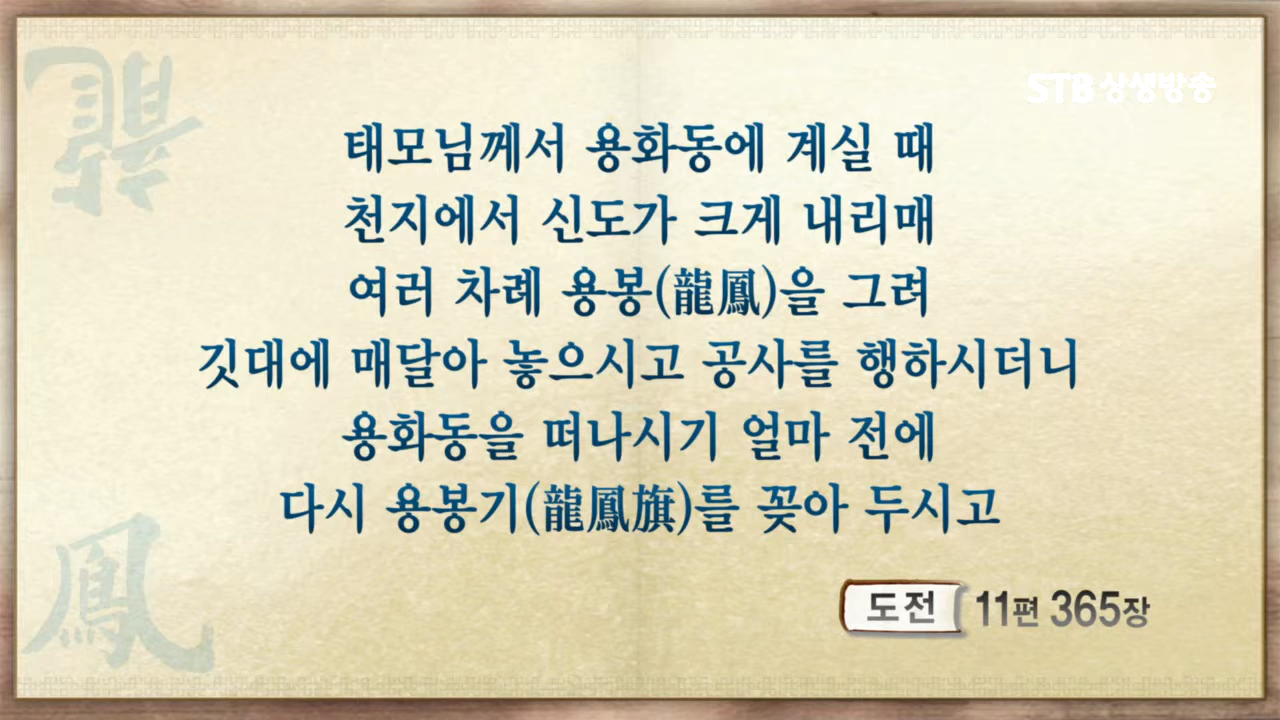 STB상생방송
태모님께서 용화동에 계실 때
천지에서 신도가 크게 내리매
여러 차례 용봉(龍鳳)을 그려
깃대에 매달아 놓으시고 공사를 행하시더니
용화동을 떠나시기 얼마 전에
다시 용봉기(龍鳳旗)를 꽂아 두시고
도전 11편 365장
鳳